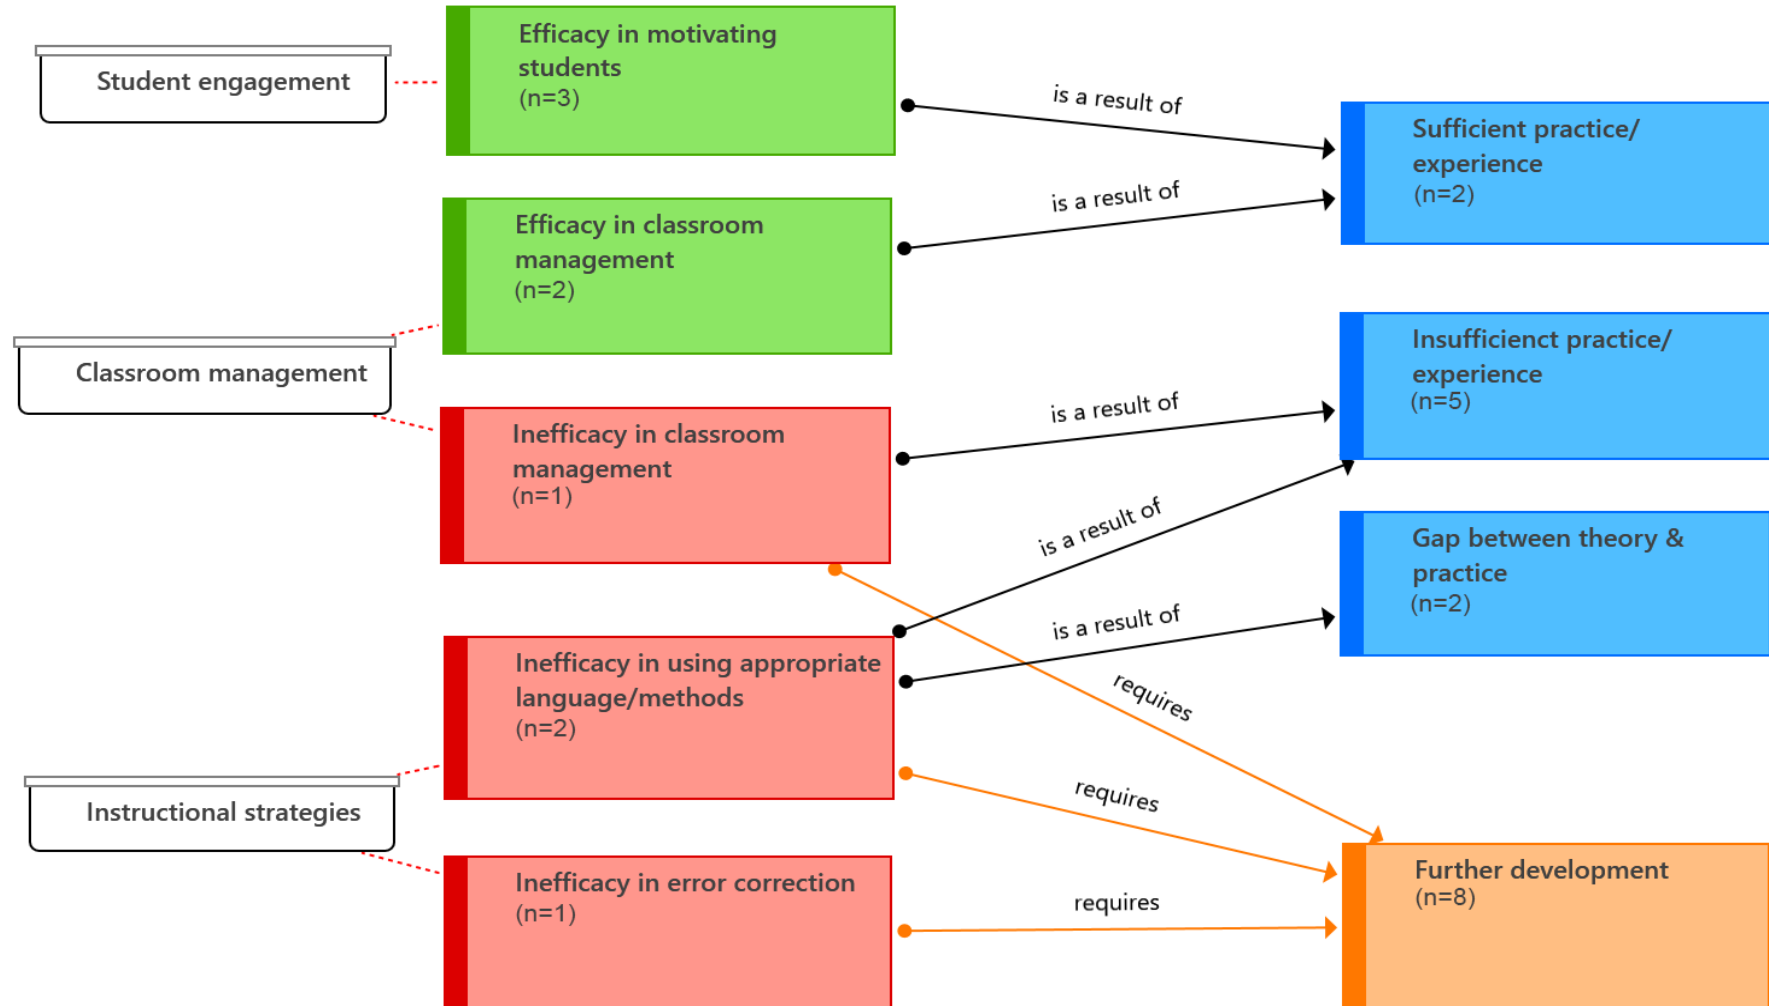 Student engagement
Efficacy in motivating
students
(n=3)
is a result of
Sufficient practice/
experience
(n=2)
Efficacy in classroom
management
(n=2)
is a result of
Classroom management
Inefficacy in classroom
management
(n=1)
is a result of
Insufficienct practice/
experience
(n=5)
is a result of
Gap between theory &
practice
(n=2)
Inefficacy in using appropriate
language/methods
(n=2)
is a result of
requires
requires
Instructional strategies
Inefficacy in error correction
(n=1)
requires
Further development
(n=8)